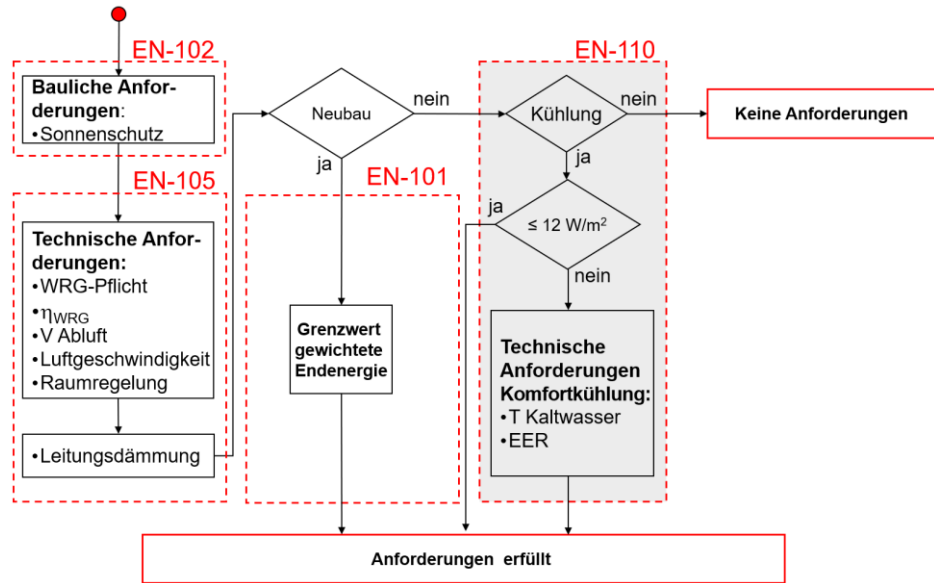 EN-102
Bauliche Anfor-
derungen:
•Sonnenschutz
EN-105
Technische Anfor-
derungen:
•WRG-Pflicht
•ηWRG
•V Abluft
•Luftgeschwindigkeit
•Raumregelung
•Leitungsdämmung
Neubau
nein
ja
EN-101
Grenzwert
gewichtete
Endenergie
EN-110
Kühlung
nein
ja
≤ 12 W/m²
ja
nein
Technische
Anforderungen
Komfortkühlung:
•T Kaltwasser
•EER
Keine Anforderungen
Anforderungen erfüllt